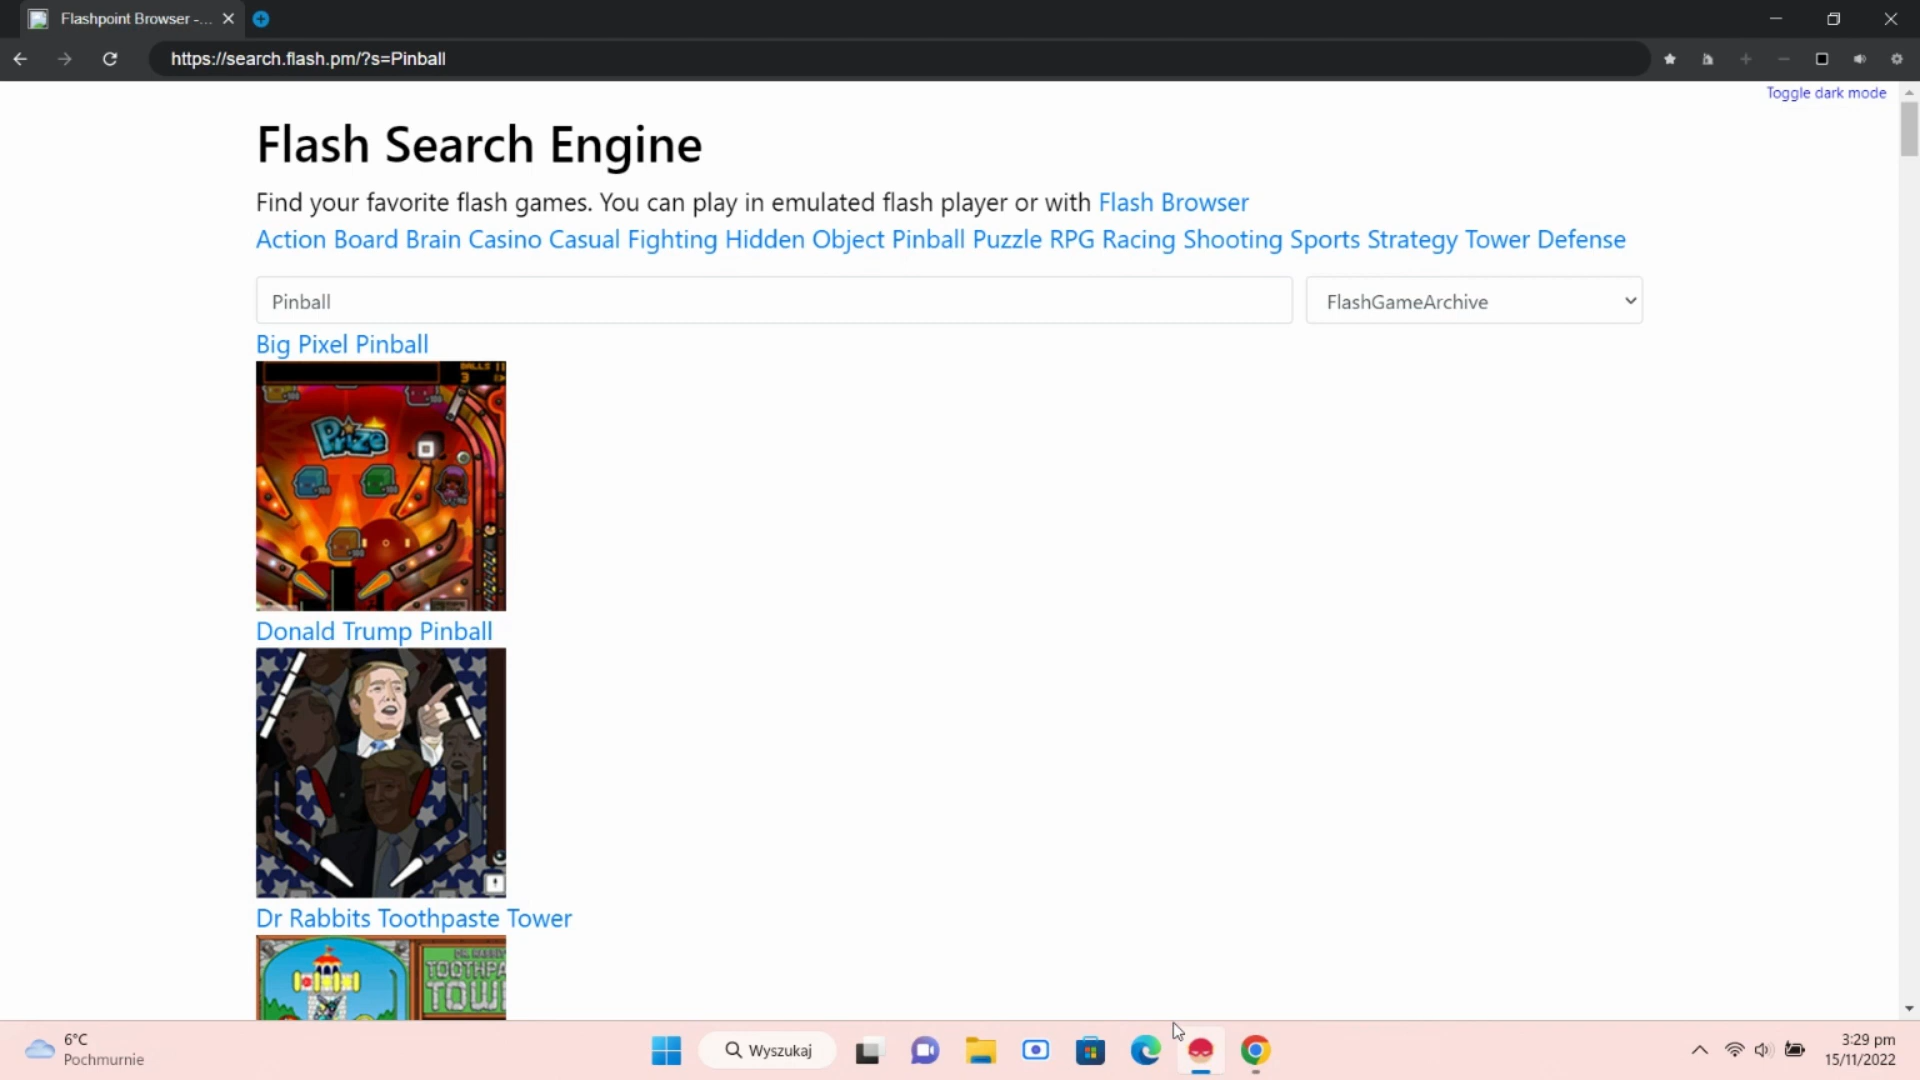 Flashpoint Browser -...
https://search.flash.pm/?s=Pinball
Toggle dark mode
Flash Search Engine
Find your favorite flash games. You can play in emulated flash player or with Flash Browser
Action Board Brain Casino Casual Fighting Hidden Object Pinball Puzzle RPG Racing Shooting Sports Strategy Tower Defense
Pinball
FlashGameArchive
Big Pixel Pinball
BALLS
3
Prize
Donald Trump Pinball
Dr Rabbits Toothpaste Tower
6°C
Pochmurnie
Wyszukaj
3:29 pm
15/11/2022